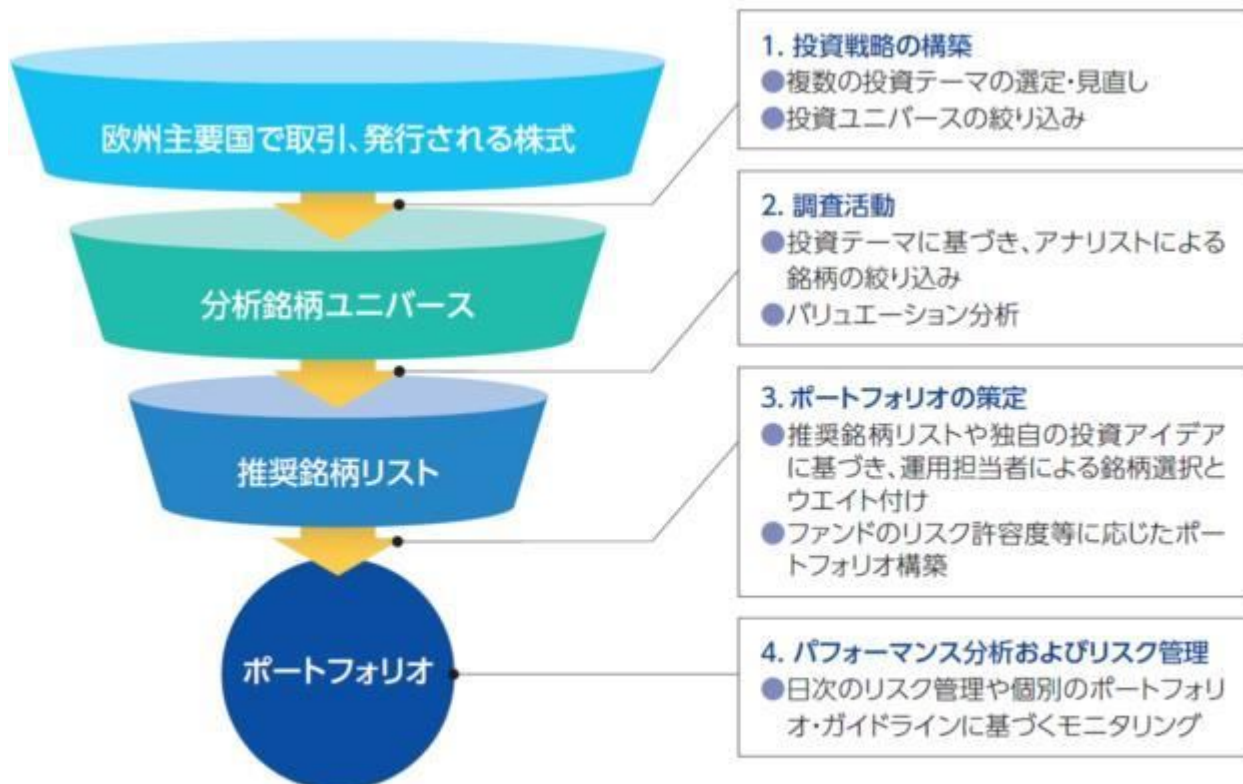 欧州主要国で取引、発行される株式
分析銘柄ユニバース
推奨銘柄リスト
ポートフォリオ
1. 投資戦略の構築
●複数の投資テーマの選定・見直し
●投資ユニバースの絞り込み
2. 調査活動
●投資テーマに基づき、アナリストによる
銘柄の絞り込み
●バリュエーション分析
3. ポートフォリオの策定
●推奨銘柄リストや独自の投資アイデア
に基づき、運用担当者による銘柄選択と
ウエイト付け
●ファンドのリスク許容度等に応じたポー
トフォリオ構築
4. パフォーマンス分析およびリスク管理
●日次のリスク管理や個別のポートフォリ
オ・ガイドラインに基づくモニタリング